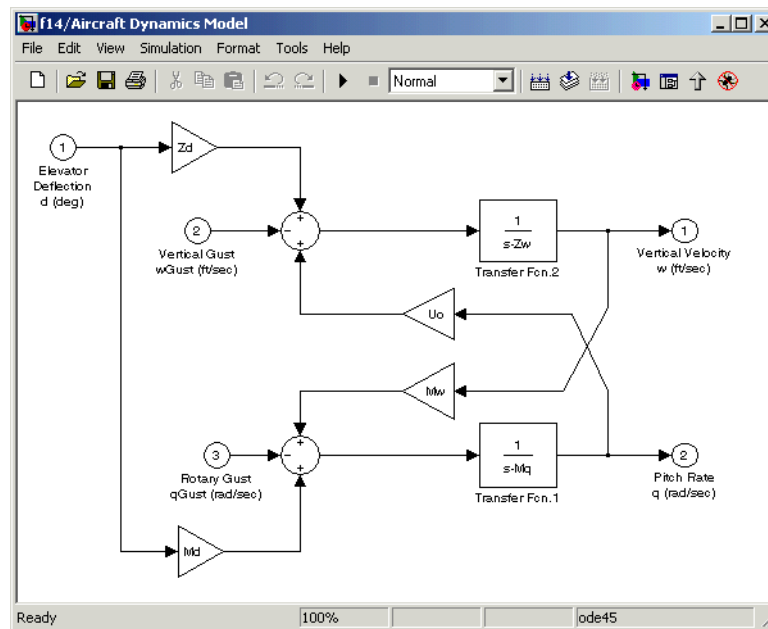 f14/Aircraft Dynamics Model
File Edit View Simulation Format Tools Help
Normal
1
Elevator
Deflection
d (deg)
Zd
2
Vertical Gust
wGust (ft/sec)
+
−
+
1
s-Zw
Transfer Fcn.2
1
Vertical Velocity
w (ft/sec)
Uo
Mw
3
Rotary Gust
qGust (rad/sec)
+
−
+
1
s-Mq
Transfer Fcn.1
2
Pitch Rate
q (rad/sec)
Md
Ready 100% ode45